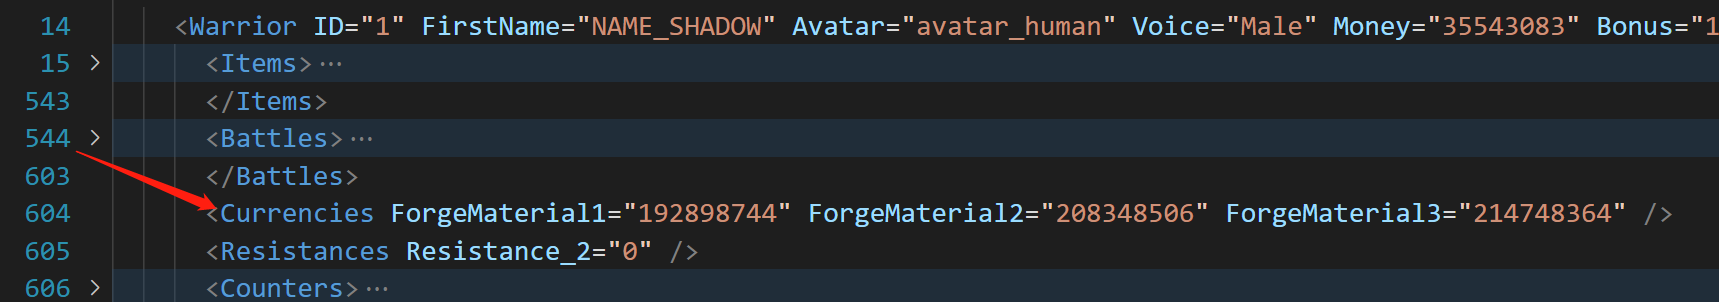 14 <Warrior ID="1" FirstName="NAME_SHADOW" Avatar="avatar_human" Voice="Male" Money="35543083" Bonus="1
15 > <Items>⋯
543 </Items>
544 > <Battles>⋯
603 </Battles>
604 <Currencies ForgeMaterial1="192898744" ForgeMaterial2="208348506" ForgeMaterial3="214748364" />
605 <Resistances Resistance_2="0" />
606 > <Counters>⋯